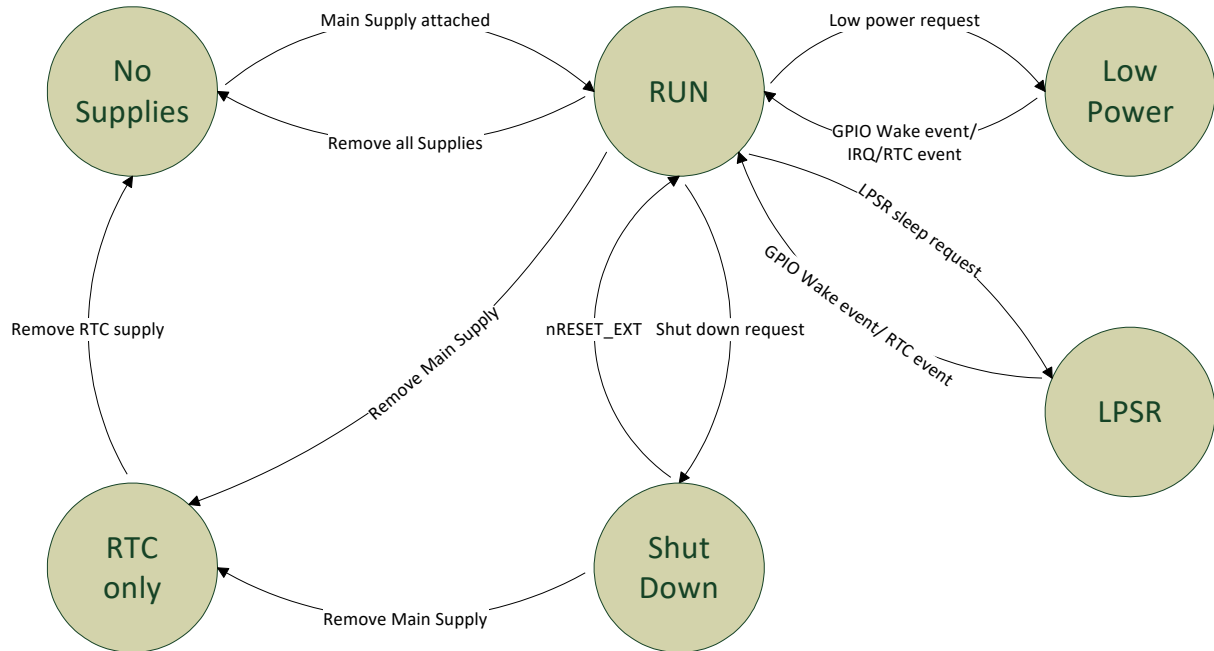 Main Supply attached
Low power request
No
Supplies
RUN
Low
Power
Remove all Supplies
GPIO Wake event/
IRQ/RTC event
LPSR sleep request
GPIO Wake event/ RTC event
Remove RTC supply
nRESET_EXT
Shut down request
Remove Main Supply
LPSR
RTC
only
Shut
Down
Remove Main Supply